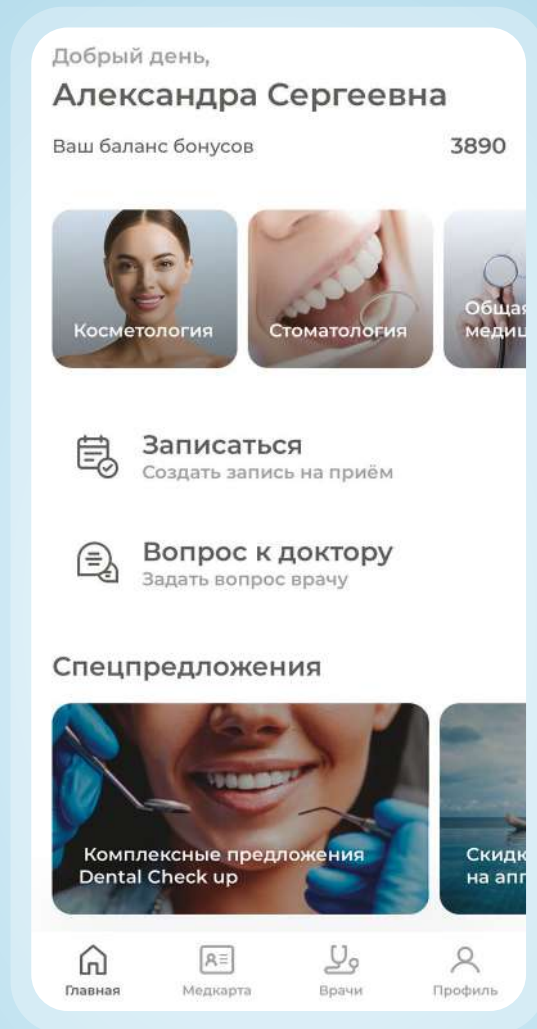 Добрый день,
Александра Сергеевна
Ваш баланс бонусов 3890
Косметология
Стоматология
Записаться
Создать запись на приём
Вопрос к доктору
Задать вопрос врачу
Спецпредложения
Комплексные предложения
Dental Check up
на
Главная
Медкарта
Врачи
Профиль